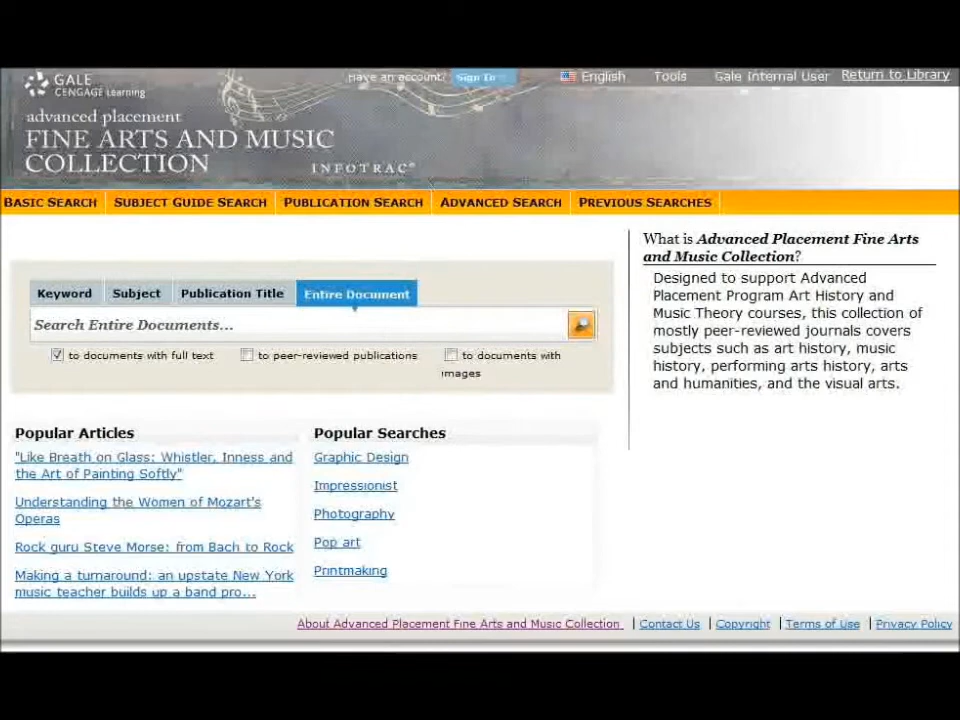 GALE
CENGAGE Learning
Have an account? Sign In
English
Tools
Gale Internal User
Return to Library
advanced placement
FINE ARTS AND MUSIC
COLLECTION
INFOTRAC®
BASIC SEARCH
SUBJECT GUIDE SEARCH
PUBLICATION SEARCH
ADVANCED SEARCH
PREVIOUS SEARCHES
Keyword
Subject
Publication Title
Entire Document
Search Entire Documents...
to documents with full text
to peer-reviewed publications
to documents with
images
What is Advanced Placement Fine Arts
and Music Collection?
Designed to support Advanced
Placement Program Art History and
Music Theory courses, this collection of
mostly peer-reviewed journals covers
subjects such as art history, music
history, performing arts history, arts
and humanities, and the visual arts.
Popular Articles
"Like Breath on Glass: Whistler, Inness and
the Art of Painting Softly"
Understanding the Women of Mozart's
Operas
Rock guru Steve Morse: from Bach to Rock
Making a turnaround: an upstate New York
music teacher builds up a band pro...
Popular Searches
Graphic Design
Impressionist
Photography
Pop art
Printmaking
About Advanced Placement Fine Arts and Music Collection | Contact Us | Copyright | Terms of Use | Privacy Policy